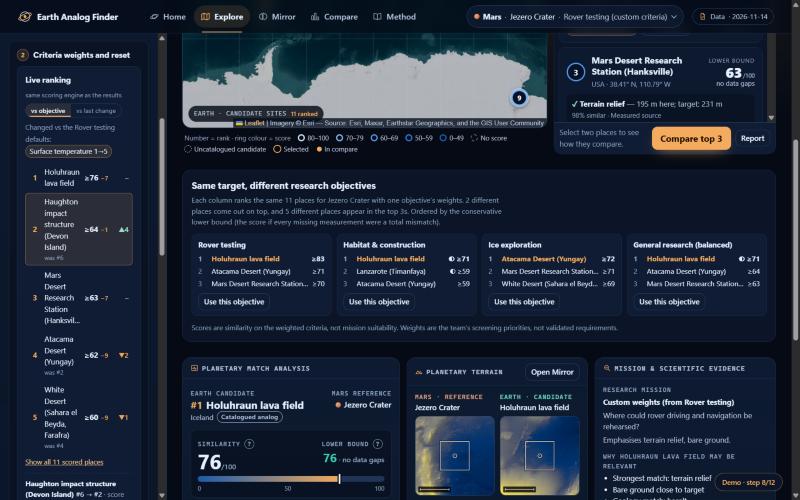 Earth Analog Finder
Home
Explore
Mirror
Compare
Method
Mars · Jezero Crater · Rover testing (custom criteria)
Data · 2026-11-14
2 Criteria weights and reset
Live ranking
same scoring engine as the results
vs objective
vs last change
Changed vs the Rover testing
defaults:
Surface temperature 1→5
1 Holuhraun lava field ≥76 −7 –
2 Haughton impact structure (Devon Island) ≥64 −1 ▲4
was #6
3 Mars Desert Research Station (Hanksvil... ≥63 −7 –
4 Atacama Desert (Yungay) ≥62 −9 ▼2
was #2
5 White Desert (Sahara el Beyda, Farafra) ≥60 −9 ▼1
was #4
Show all 11 scored places
Haughton impact structure
(Devon Island) #6 → #2 · score
9
EARTH · CANDIDATE SITES 11 ranked
Leaflet | Imagery © Esri — Source: Esri, Maxar, Earthstar Geographics, and the GIS User Community
Number = rank · ring colour = score
80–100
70–79
60–69
50–59
0–49
No score
Uncatalogued candidate
Selected
In compare
3
Mars Desert Research
Station (Hanksville)
USA · 38.41° N, 110.79° W
LOWER BOUND
63/100
no data gaps
✓ Terrain relief — 195 m here; target: 231 m
98% similar · Measured source
Select two places to see
how they compare.
Compare top 3
Report
Same target, different research objectives
Each column ranks the same 11 places for Jezero Crater with one objective's weights. 2 different
places come out on top, and 5 different places appear in the top 3s. Ordered by the conservative
lower bound (the score if every missing measurement were a total mismatch).
Rover testing
1 Holuhraun lava field ≥83
2 Atacama Desert (Yungay) ≥71
3 Mars Desert Research Station... ≥70
Use this objective
Habitat & construction
1 Holuhraun lava field ≥71
2 Lanzarote (Timanfaya) ≥59
3 Atacama Desert (Yungay) ≥59
Use this objective
Ice exploration
1 Atacama Desert (Yungay) ≥72
2 Mars Desert Research Station... ≥71
3 White Desert (Sahara el Beyd... ≥69
Use this objective
General research (balanced)
1 Holuhraun lava field ≥71
2 Atacama Desert (Yungay) ≥64
3 Mars Desert Research Station... ≥63
Use this objective
Scores are similarity on the weighted criteria, not mission suitability. Weights are the team's screening priorities, not validated requirements.
PLANETARY MATCH ANALYSIS
EARTH CANDIDATE
#1 Holuhraun lava field
Iceland Catalogued analog
MARS REFERENCE
Jezero Crater
SIMILARITY ?
76/100
LOWER BOUND ?
76 · no data gaps
0
50
100
PLANETARY TERRAIN
Open Mirror
MARS · REFERENCE
Jezero Crater
EARTH · CANDIDATE
Holuhraun lava field
MISSION & SCIENTIFIC EVIDENCE
RESEARCH MISSION
Custom weights (from Rover testing)
Where could rover driving and navigation be
rehearsed?
Emphasises terrain relief, bare ground.
WHY HOLUHRAUN LAVA FIELD MAY BE
RELEVANT
Strongest match: terrain relief
Bare ground close to target
Demo · step 8/12